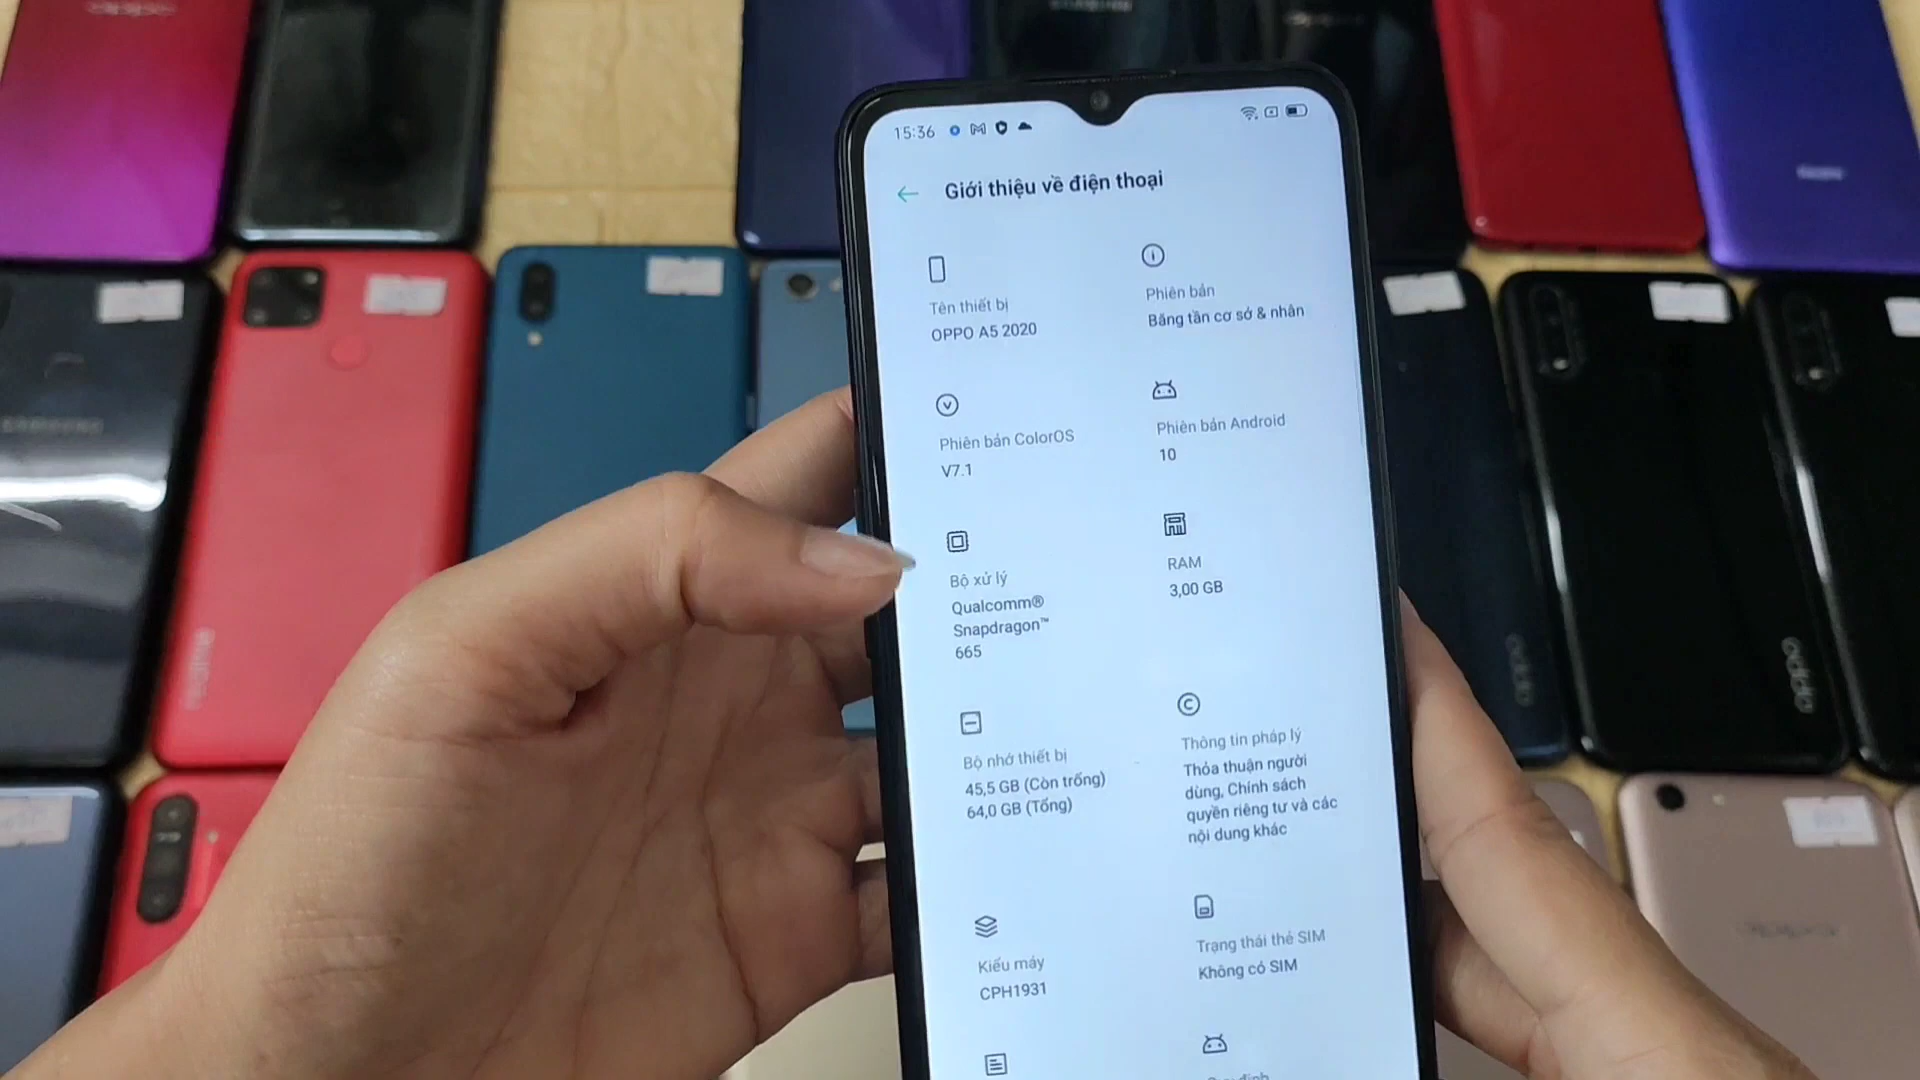 15:36
Giới thiệu về điện thoại
Tên thiết bị
OPPO A5 2020
Phiên bản
Băng tần cơ sở & nhân
Phiên bản ColorOS
V7.1
Phiên bản Android
10
Bộ xử lý
Qualcomm®
Snapdragon™
665
RAM
3,00 GB
Bộ nhớ thiết bị
45,5 GB (Còn trống)
64,0 GB (Tổng)
Thông tin pháp lý
Thỏa thuận người
dùng, Chính sách
quyền riêng tư và các
nội dung khác
Kiểu máy
CPH1931
Trạng thái thẻ SIM
Không có SIM
SAMSUNG
realme
oppo
oppo